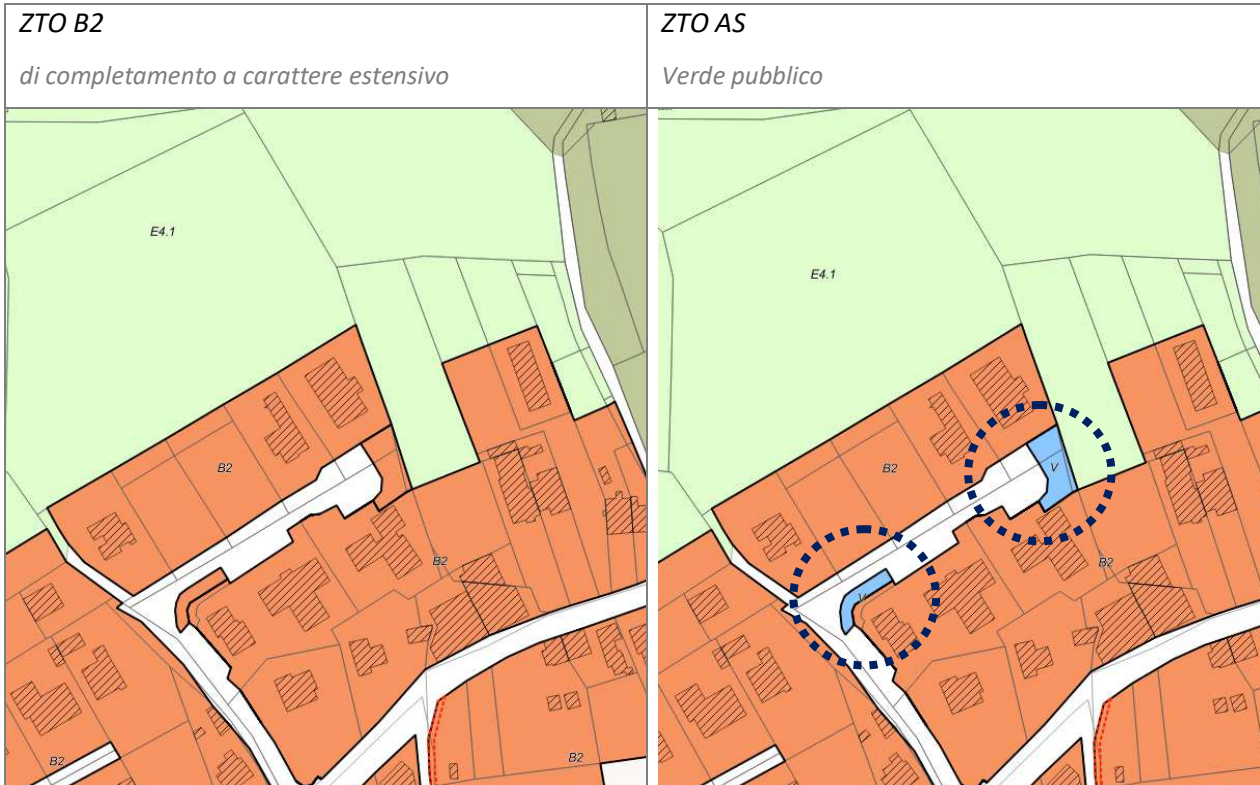 ZTO B2
di completamento a carattere estensivo
ZTO AS
Verde pubblico
E4.1
B2
B2
B2
B2
E4.1
B2
V
B2
V